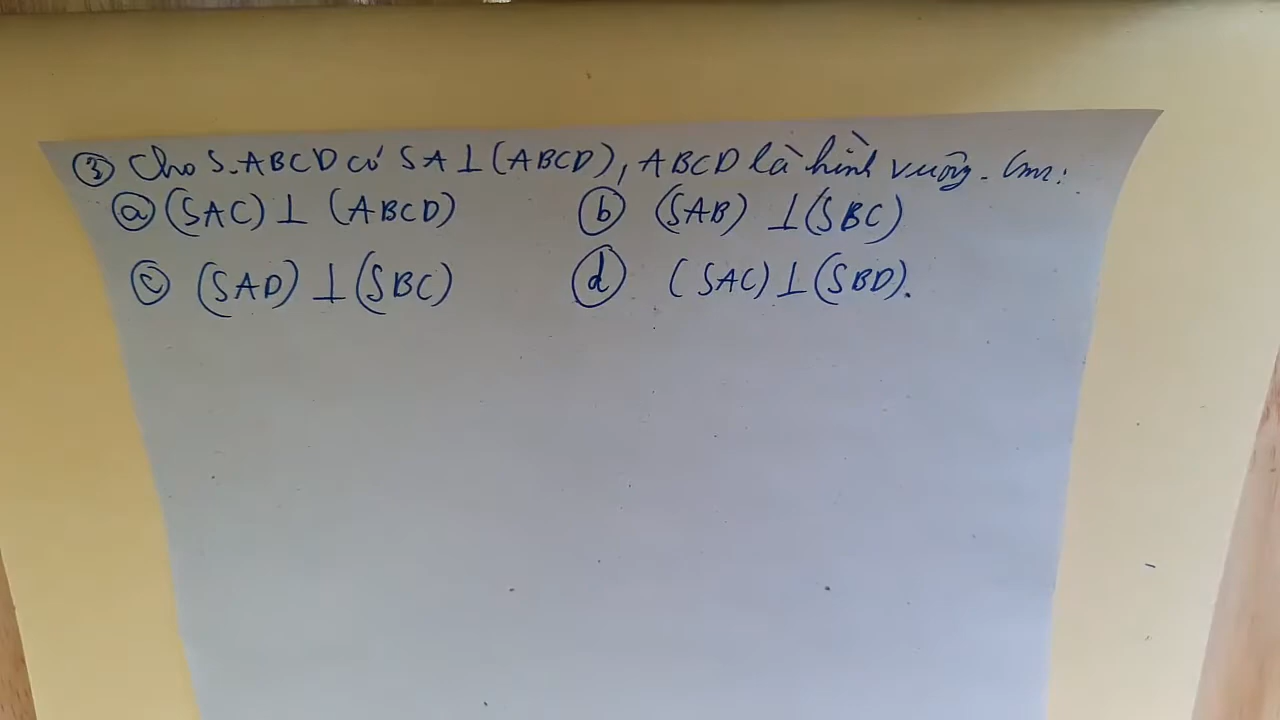 ③ Cho S.ABCD có SA ⊥ (ABCD), ABCD là hình vuông. Cm:
ⓐ (SAC) ⊥ (ABCD) ⓑ (SAB) ⊥ (SBC)
ⓒ (SAD) ⊥ (SBC) ⓓ (SAC) ⊥ (SBD).